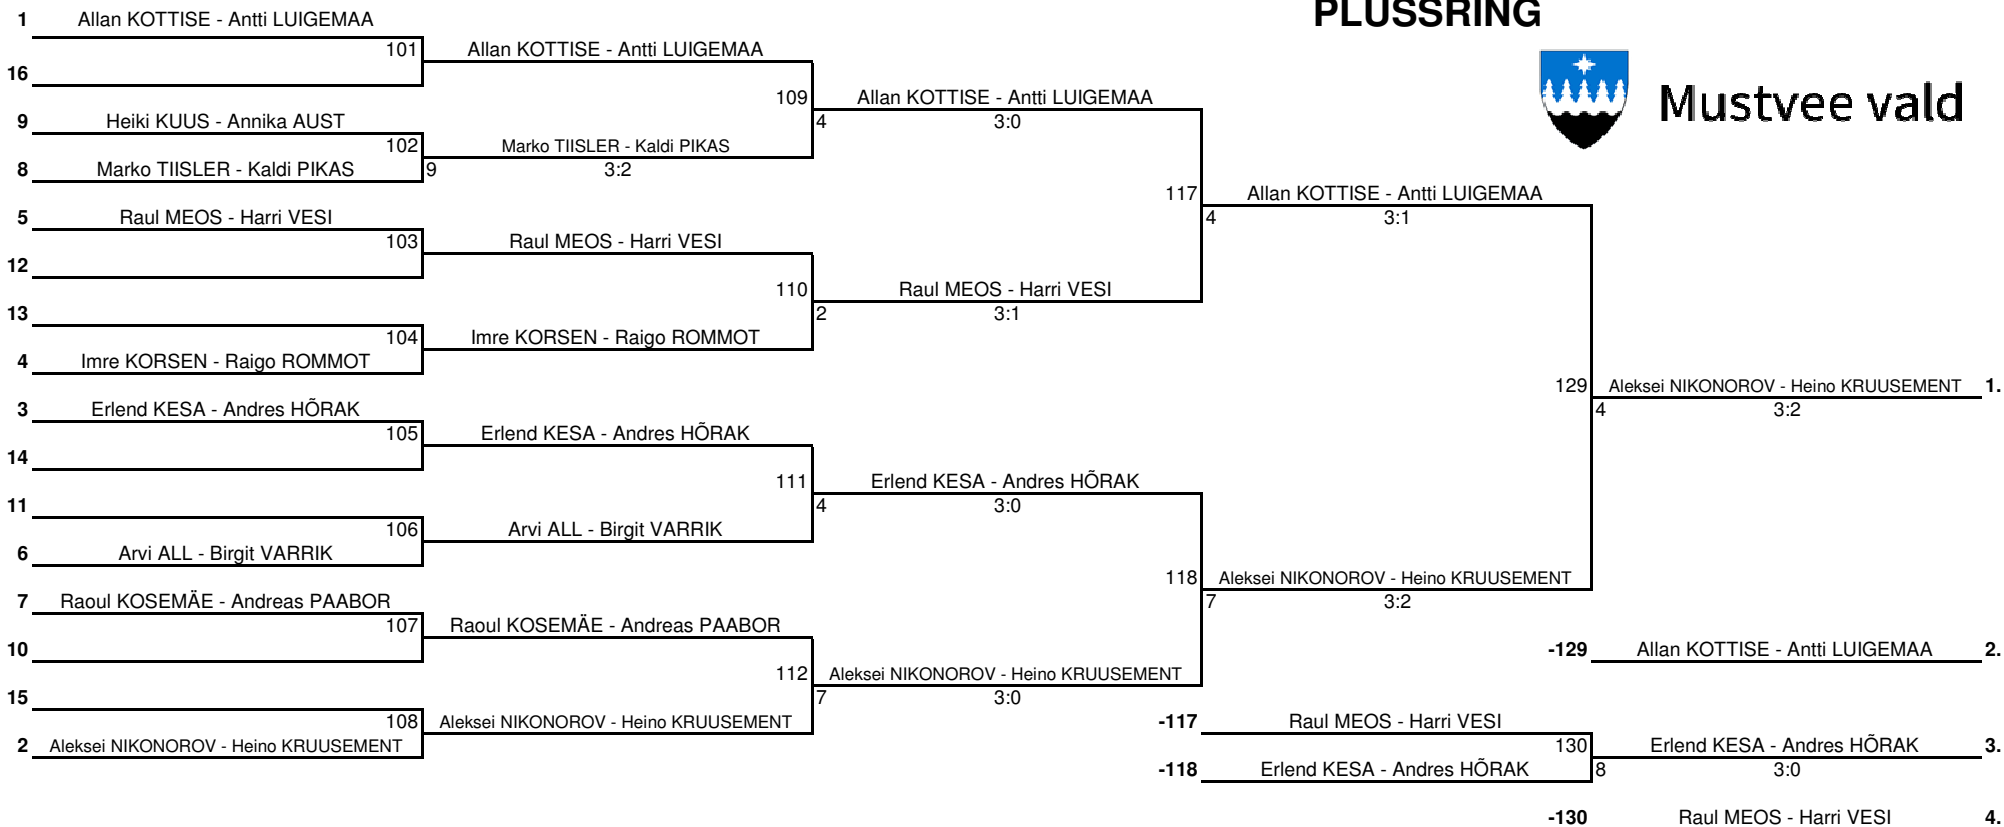 PLUSSRING
Mustvee vald
1 Allan KOTTISE - Antti LUIGEMAA
101 Allan KOTTISE - Antti LUIGEMAA
16
109 Allan KOTTISE - Antti LUIGEMAA
4 3:0
9 Heiki KUUS - Annika AUST
102 Marko TIISLER - Kaldi PIKAS
8 Marko TIISLER - Kaldi PIKAS 9 3:2
117 Allan KOTTISE - Antti LUIGEMAA
4 3:1
5 Raul MEOS - Harri VESI
103 Raul MEOS - Harri VESI
12
110 Raul MEOS - Harri VESI
2 3:1
13
104 Imre KORSEN - Raigo ROMMOT
4 Imre KORSEN - Raigo ROMMOT
129 Aleksei NIKONOROV - Heino KRUUSEMENT 1.
4 3:2
3 Erlend KESA - Andres HÕRAK
105 Erlend KESA - Andres HÕRAK
14
111 Erlend KESA - Andres HÕRAK
4 3:0
11
106 Arvi ALL - Birgit VARRIK
6 Arvi ALL - Birgit VARRIK
118 Aleksei NIKONOROV - Heino KRUUSEMENT
7 3:2
7 Raoul KOSEMÄE - Andreas PAABOR
107 Raoul KOSEMÄE - Andreas PAABOR
10
-129 Allan KOTTISE - Antti LUIGEMAA 2.
112 Aleksei NIKONOROV - Heino KRUUSEMENT
7 3:0
15
108 Aleksei NIKONOROV - Heino KRUUSEMENT
2 Aleksei NIKONOROV - Heino KRUUSEMENT
-117 Raul MEOS - Harri VESI
130 Erlend KESA - Andres HÕRAK 3.
-118 Erlend KESA - Andres HÕRAK 8 3:0
-130 Raul MEOS - Harri VESI 4.